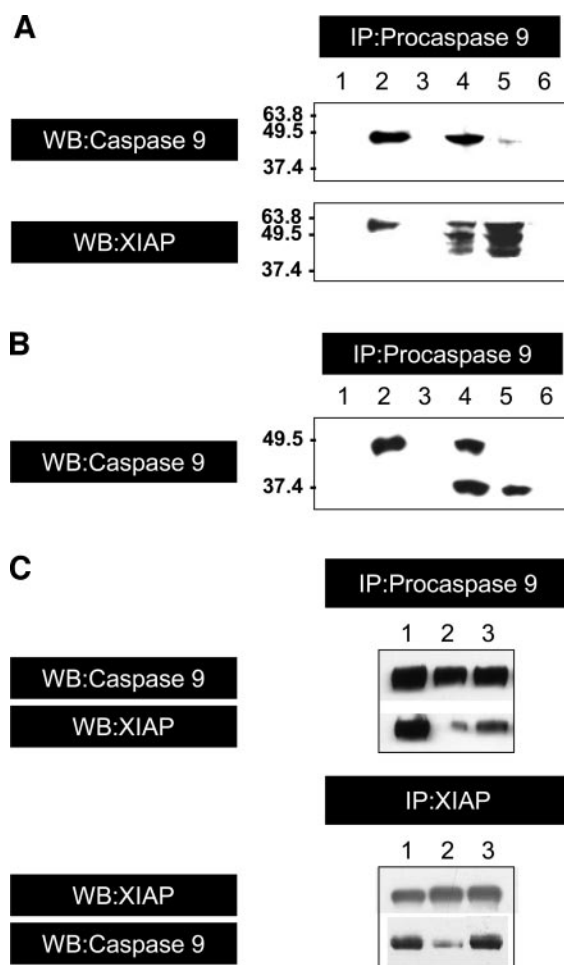 A
IP:Procaspase 9
1 2 3 4 5 6
WB:Caspase 9
63.8
49.5
37.4
WB:XIAP
63.8
49.5
37.4
B
IP:Procaspase 9
1 2 3 4 5 6
WB:Caspase 9
49.5
37.4
C
IP:Procaspase 9
1 2 3
WB:Caspase 9
WB:XIAP
IP:XIAP
1 2 3
WB:XIAP
WB:Caspase 9